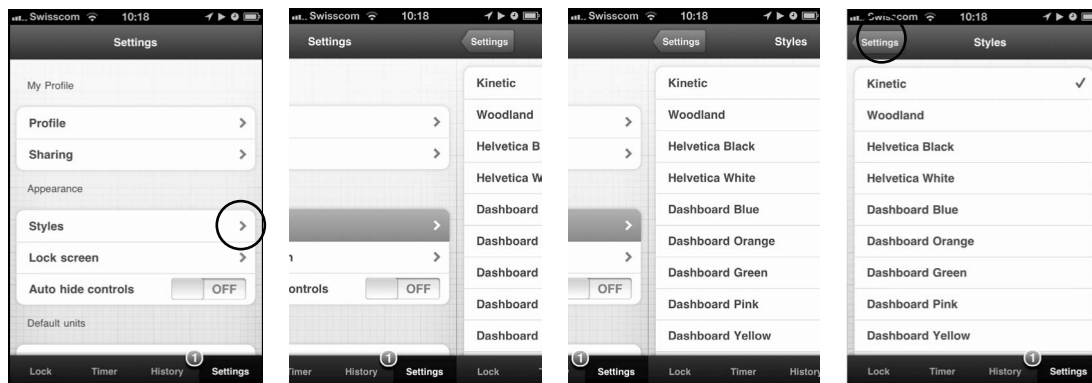 Swisscom 10:18
Settings
My Profile
Profile
Sharing
Appearance
Styles
Lock screen
Auto hide controls OFF
Default units
1
Lock Timer History Settings
Swisscom 10:18
Settings Settings
Kinetic
Woodland
Helvetica B
Helvetica W
Dashboard
Dashboard
ontrols OFF
Dashboard
Dashboard
Dashboard
1
Timer History Settings Lock
Swisscom 10:18
Settings Styles
Kinetic
Woodland
Helvetica Black
Helvetica White
Dashboard Blue
Dashboard Orange
Dashboard Green
OFF
Dashboard Pink
Dashboard Yellow
1
Settings Lock Timer History
Swisscom 10:18
Settings Styles
Kinetic
Woodland
Helvetica Black
Helvetica White
Dashboard Blue
Dashboard Orange
Dashboard Green
Dashboard Pink
Dashboard Yellow
1
Lock Timer History Settings